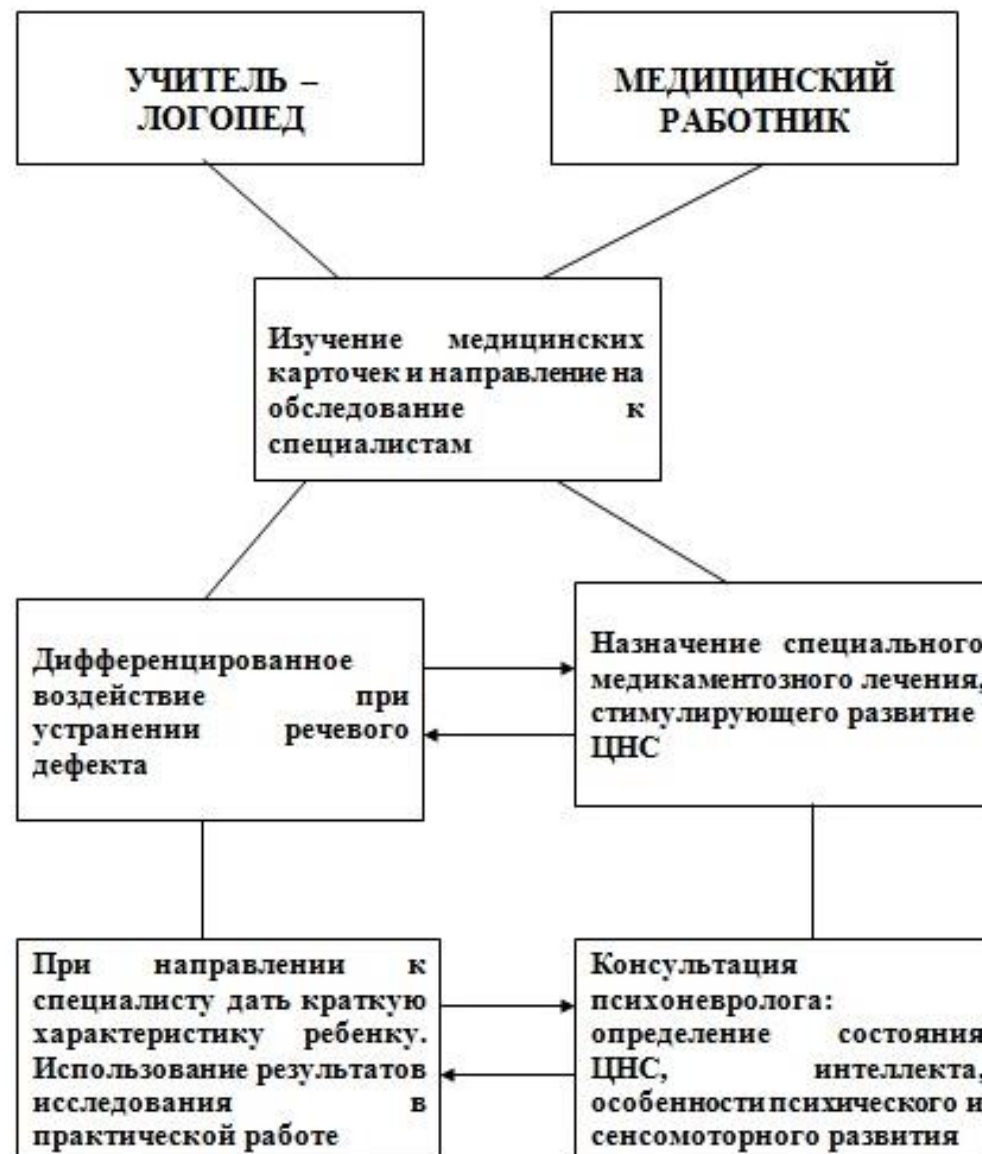 УЧИТЕЛЬ –
ЛОГОПЕД
МЕДИЦИНСКИЙ
РАБОТНИК
Изучение медицинских
карточек и направление на
обследование к
специалистам
Дифференцированное
воздействие при
устранении речевого
дефекта
Назначение специального
медикаментозного лечения,
стимулирующего развитие
ЦНС
При направлении к
специалисту дать краткую
характеристику ребенку.
Использование результатов
исследования в
практической работе
Консультация
психоневролога:
определение состояния
ЦНС, интеллекта,
особенности психического и
сенсомоторного развития